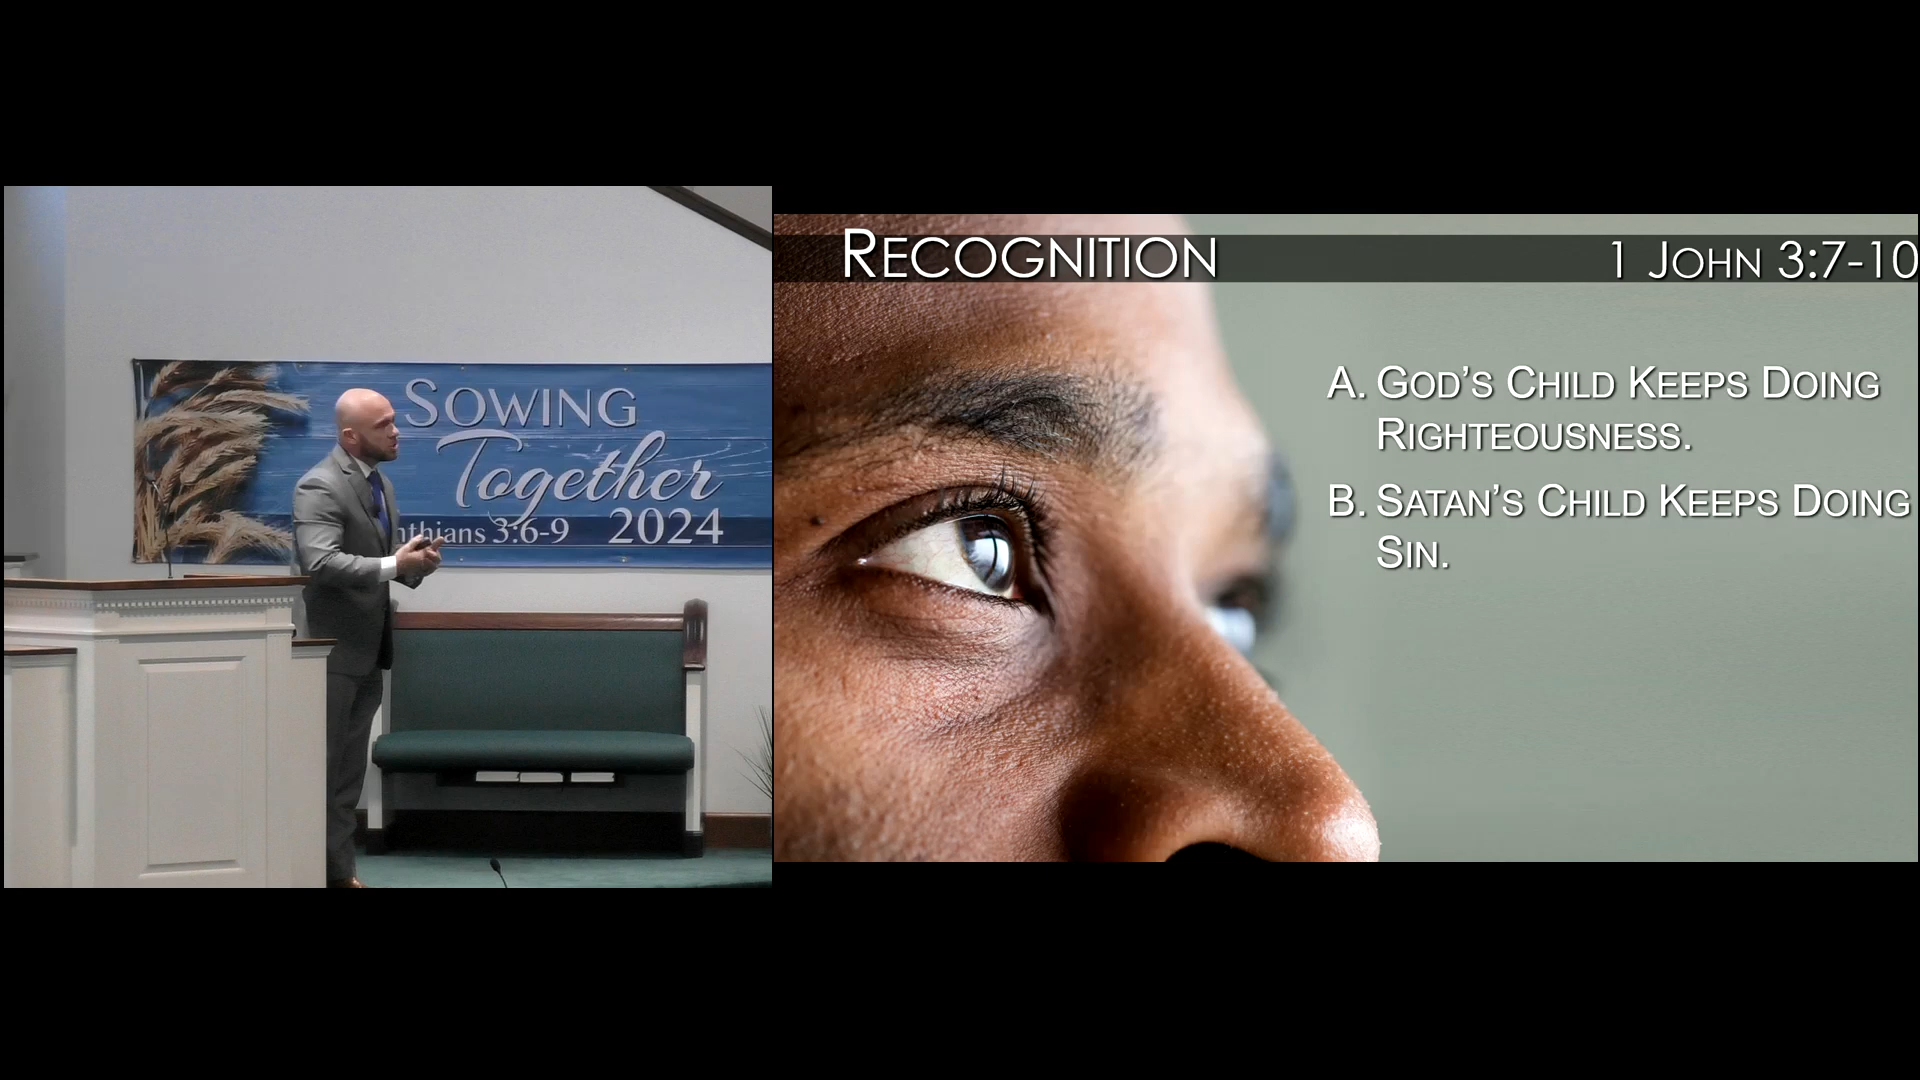 SOWING
Together
nthians 3:6-9 2024
RECOGNITION 1 JOHN 3:7-10
A. GOD'S CHILD KEEPS DOING
RIGHTEOUSNESS.
B. SATAN'S CHILD KEEPS DOING
SIN.